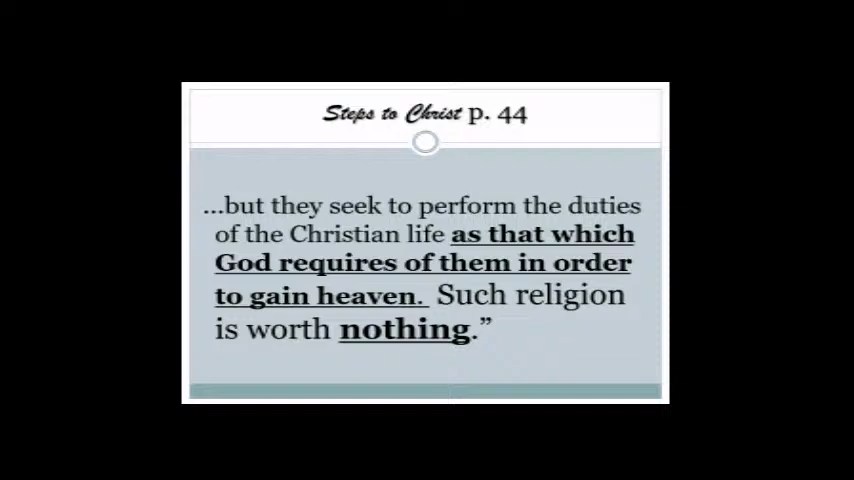 Steps to Christ p. 44
...but they seek to perform the duties
of the Christian life as that which
God requires of them in order
to gain heaven. Such religion
is worth nothing.”